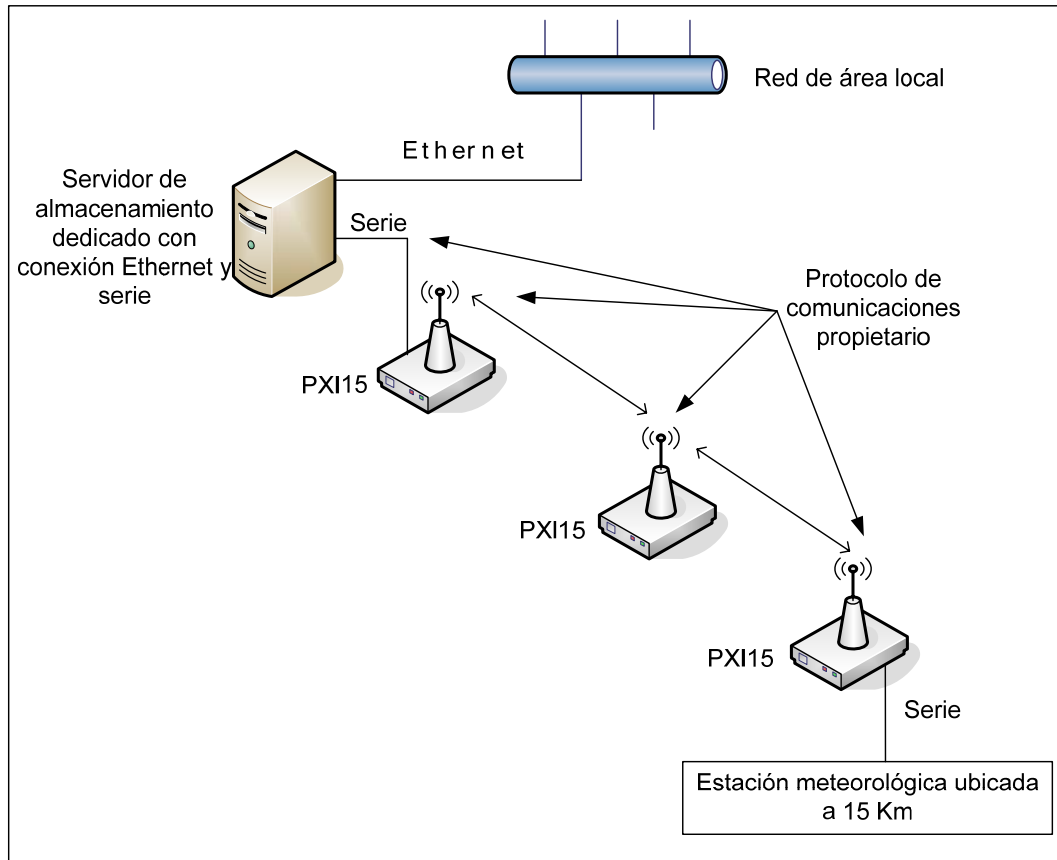 Red de área local
Ethernet
Servidor de
almacenamiento
dedicado con
conexión Ethernet y
serie
Serie
Protocolo de
comunicaciones
propietario
PXI15
PXI15
PXI15
Serie
Estación meteorológica ubicada
a 15 Km